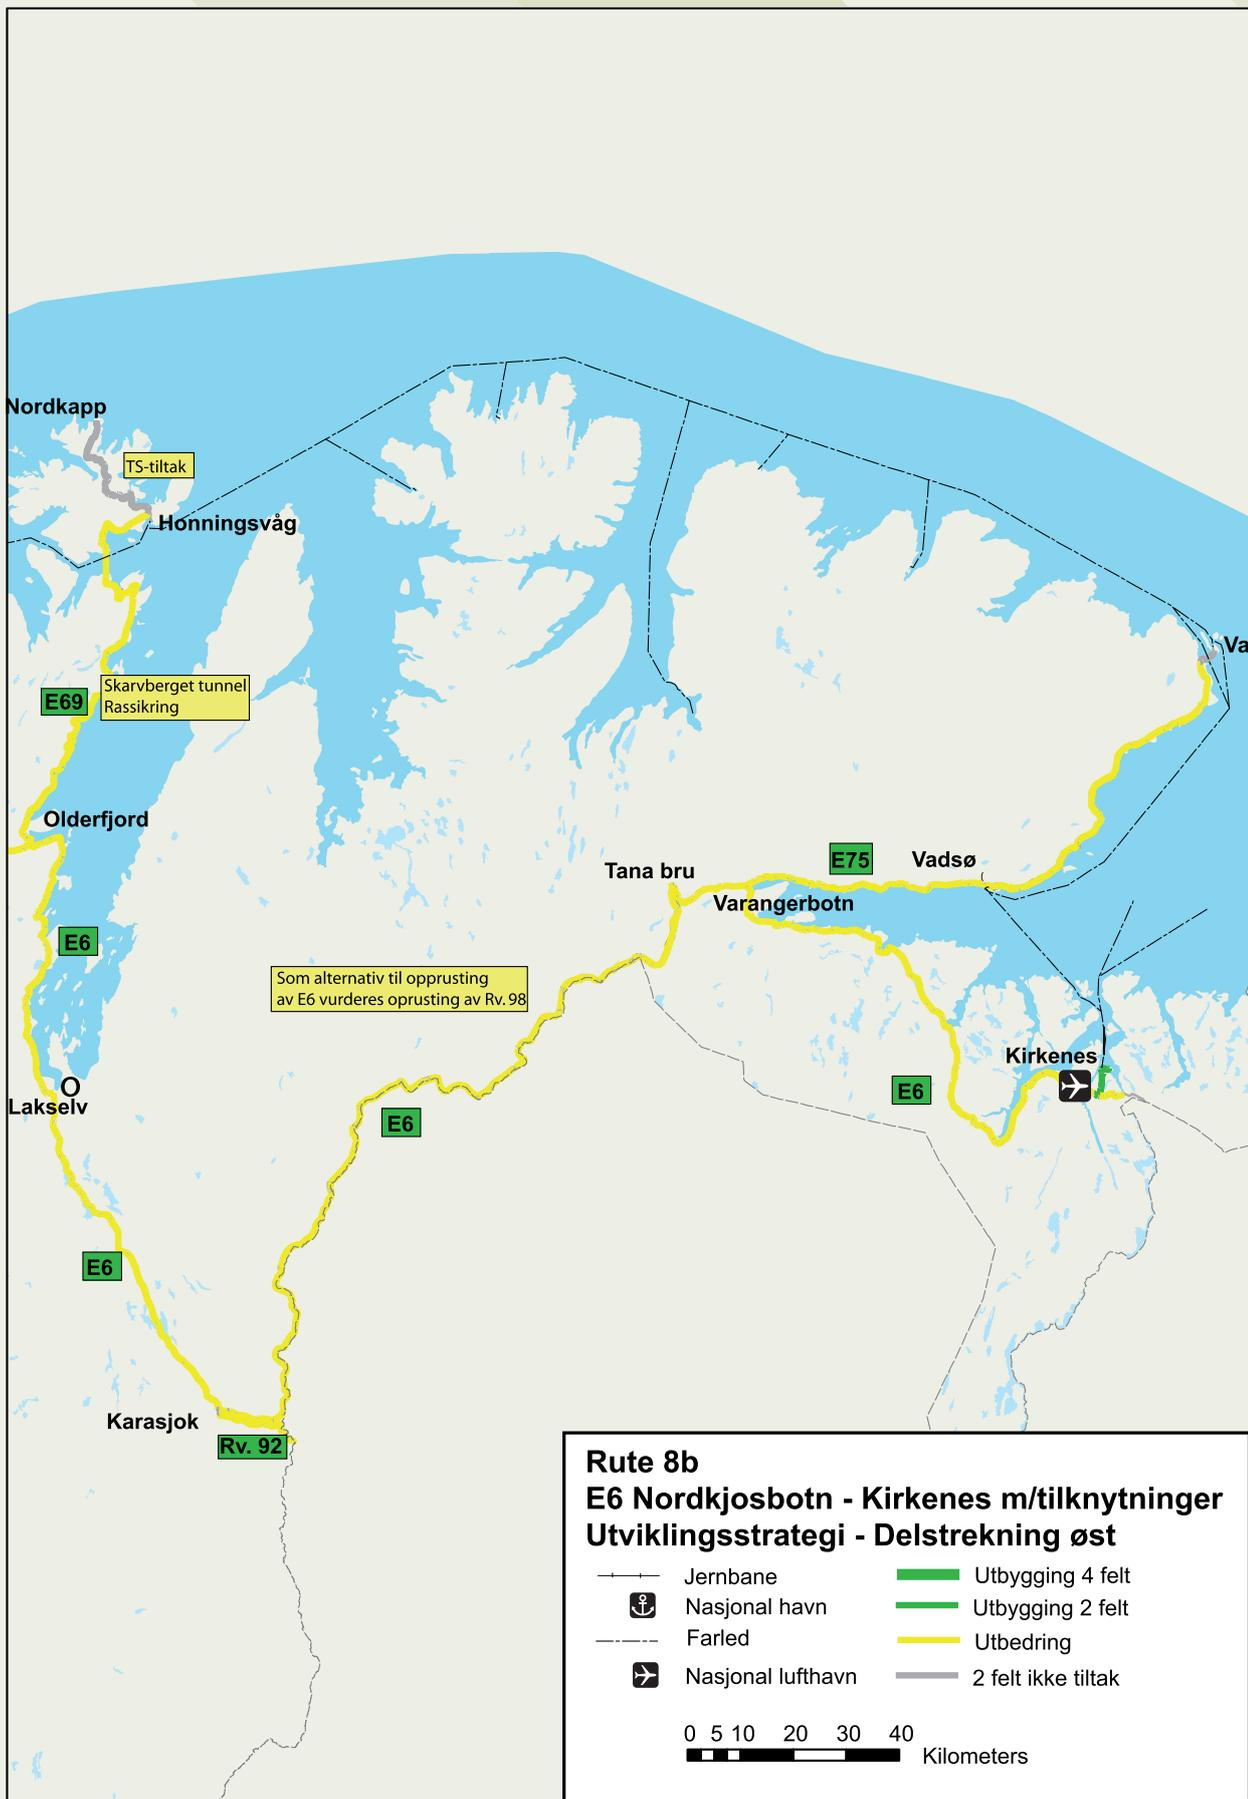 Nordkapp
TS-tiltak
Honningsvåg
Va
E69
Skarvberget tunnel
Rassikring
Olderfjord
E75
Vadsø
Tana bru
Varangerbotn
E6
Som alternativ til opprusting
av E6 vurderes oprusting av Rv. 98
Kirkenes
E6
O
Lakselv
E6
E6
Karasjok
Rv. 92
Rute 8b
E6 Nordkjosbotn - Kirkenes m/tilknytninger
Utviklingsstrategi - Delstrekning øst
Jernbane
Nasjonal havn
Farled
Nasjonal lufthavn
Utbygging 4 felt
Utbygging 2 felt
Utbedring
2 felt ikke tiltak
0 5 10 20 30 40
Kilometers